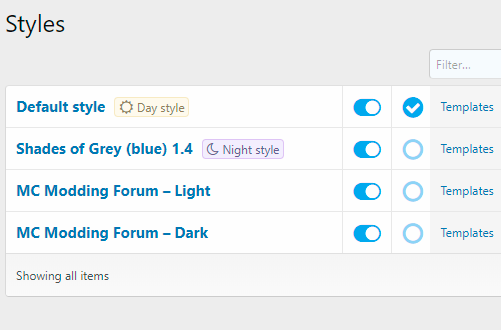 Styles
Filter...
Default style Day style Templates
Shades of Grey (blue) 1.4 Night style Templates
MC Modding Forum – Light Templates
MC Modding Forum – Dark Templates
Showing all items